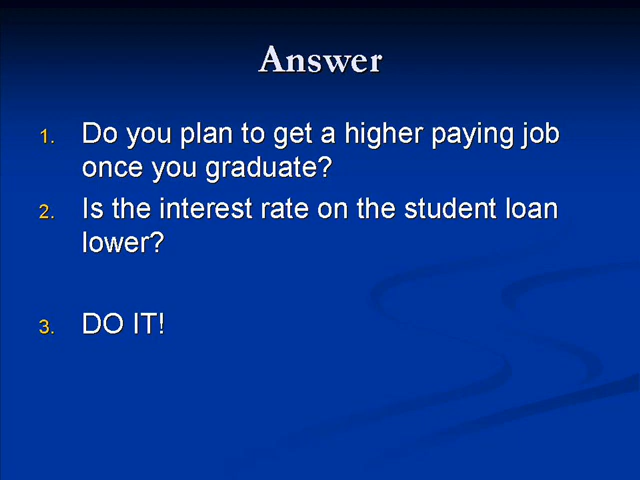 Answer
1. Do you plan to get a higher paying job
once you graduate?
2. Is the interest rate on the student loan
lower?
3. DO IT!